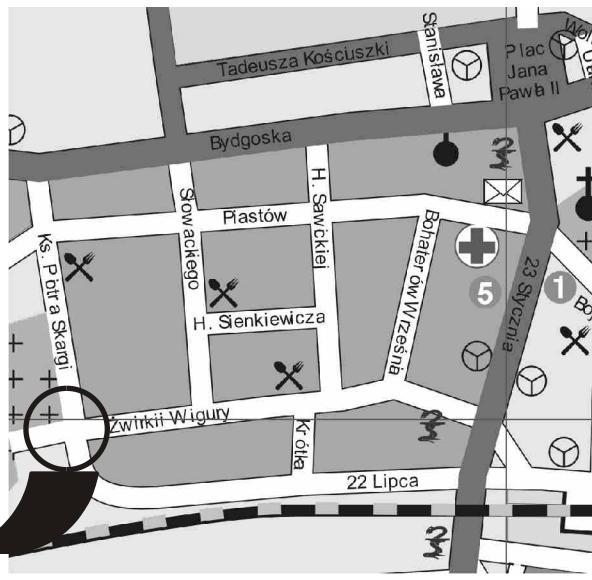 Stanisława
Plac
Jana
Pawła II
Tadeusza Kościuszki
Bydgoska
Słowackiego
H. Sawickiej
Piastów
Ks. Piotra Skargi
Bohaterów Września
23 Stycznia
5
1
H. Sienkiewicza
Żwirki i Wigury
Krótka
22 Lipca